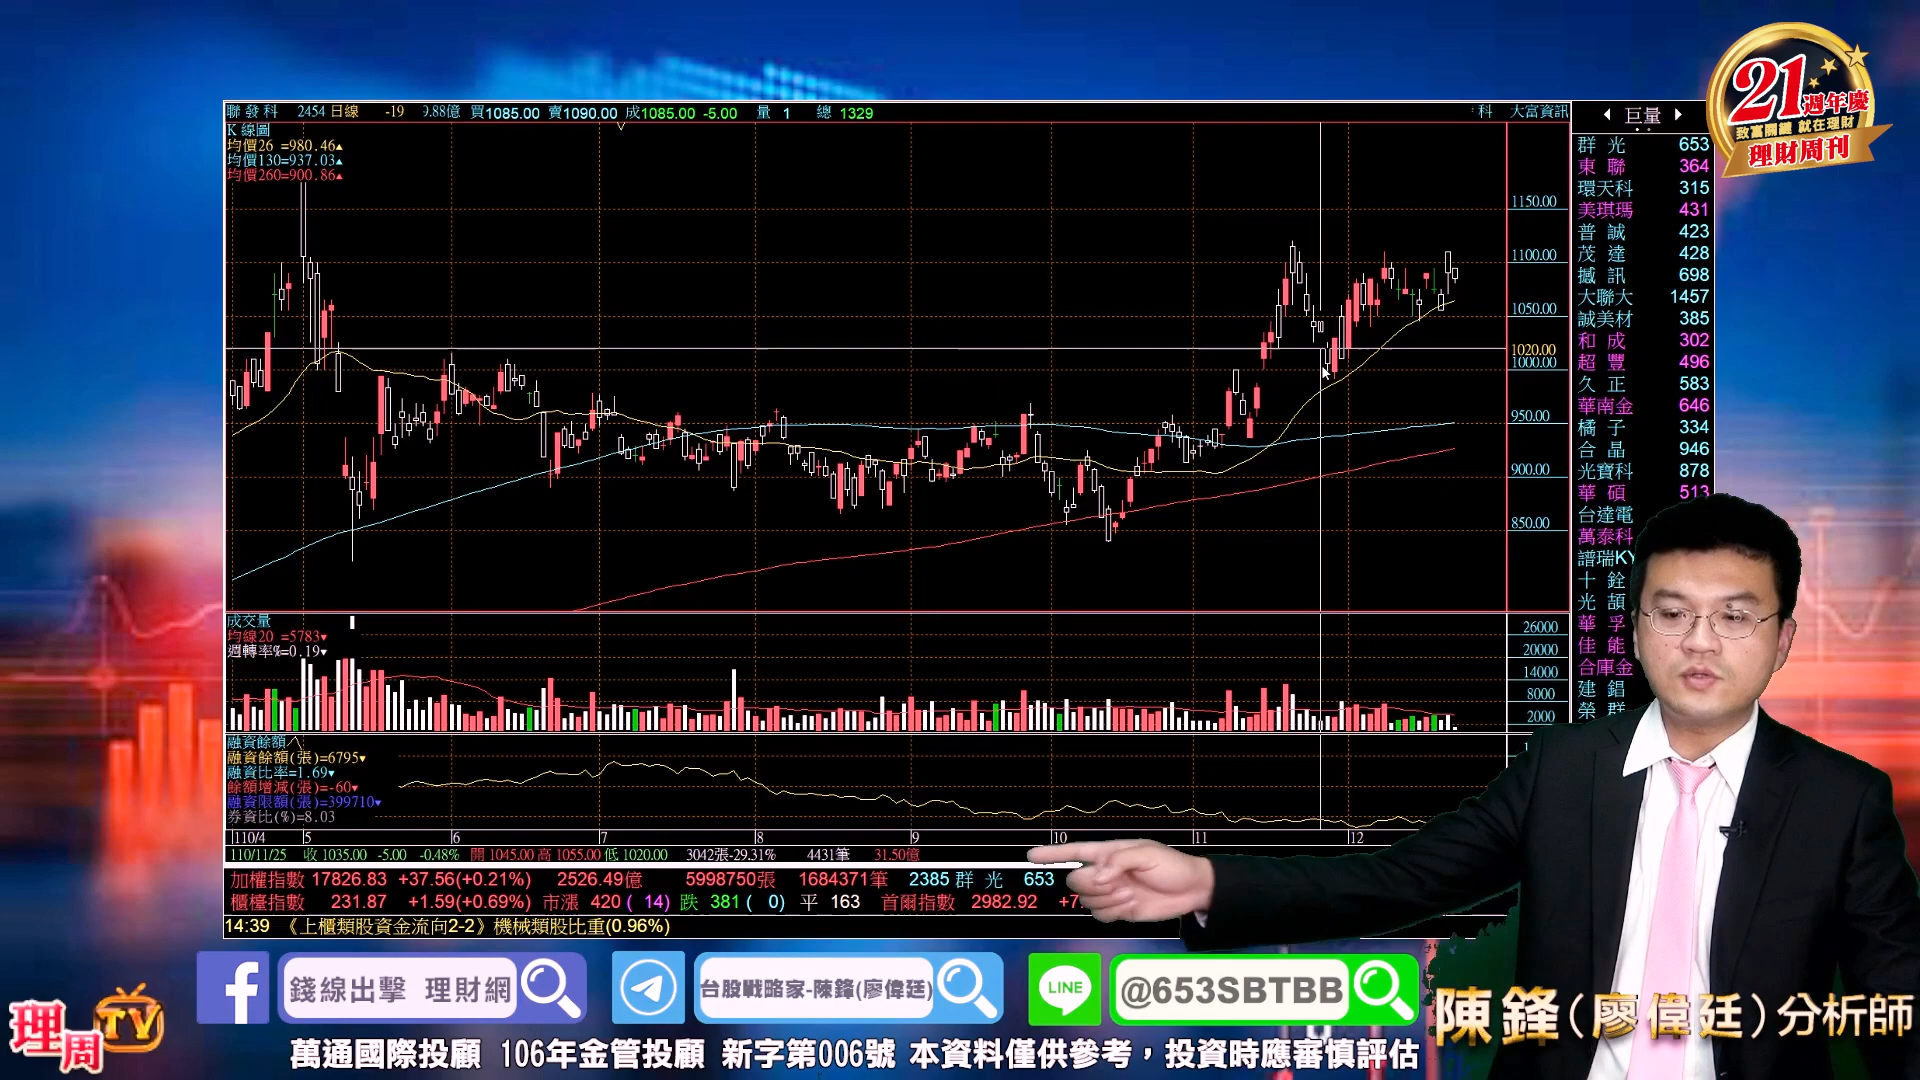 聯發科 2454 日線 -19 9.88億 買1085.00 賣1090.00 成1085.00 -5.00 量 1 總 1329
科 大富資訊
K 線圖
均價26 =980.46▲
均價130=937.03▲
均價260=900.86▲
1150.00
1100.00
1050.00
1020.00
1000.00
950.00
900.00
850.00
成交量
均線20 =5783▼
週轉率%=0.19▼
26000
20000
14000
8000
2000
融資餘額
融資餘額(張)=6795▼
融資比率=1.69▼
餘額增減(張)=-60▼
融資限額(張)=399710▼
券資比(%)=8.03
110/4 5 6 7 8 9 10 11 12
110/11/25 收 1035.00 -5.00 -0.48% 開 1045.00 高 1055.00 低 1020.00 3042張-29.31% 4431筆 31.50億
加權指數 17826.83 +37.56(+0.21%) 2526.49億 5998750張 1684371筆 2385 群光 653
櫃檯指數 231.87 +1.59(+0.69%) 市漲 420 ( 14) 跌 381 ( 0) 平 163 首爾指數 2982.92 +7.
14:39 《上櫃類股資金流向2-2》機械類股比重(0.96%)
巨量
群光 653
東聯 364
環天科 315
美琪瑪 431
普誠 423
茂達 428
撼訊 698
大聯大 1457
誠美材 385
和成 302
超豐 496
久正 583
華南金 646
橘子 334
合晶 946
光寶科 878
華碩 513
台達電
萬泰科
譜瑞KY
十銓
光頡
華孚
佳能
合庫金
建錩
榮群
21週年慶
致富關鍵 就在理財
理財周刊
錢線出擊 理財網
台股戰略家-陳鋒(廖偉廷)
LINE
@653SBTBB
陳鋒(廖偉廷)分析師
理周TV
萬通國際投顧 106年金管投顧 新字第006號 本資料僅供參考，投資時應審慎評估